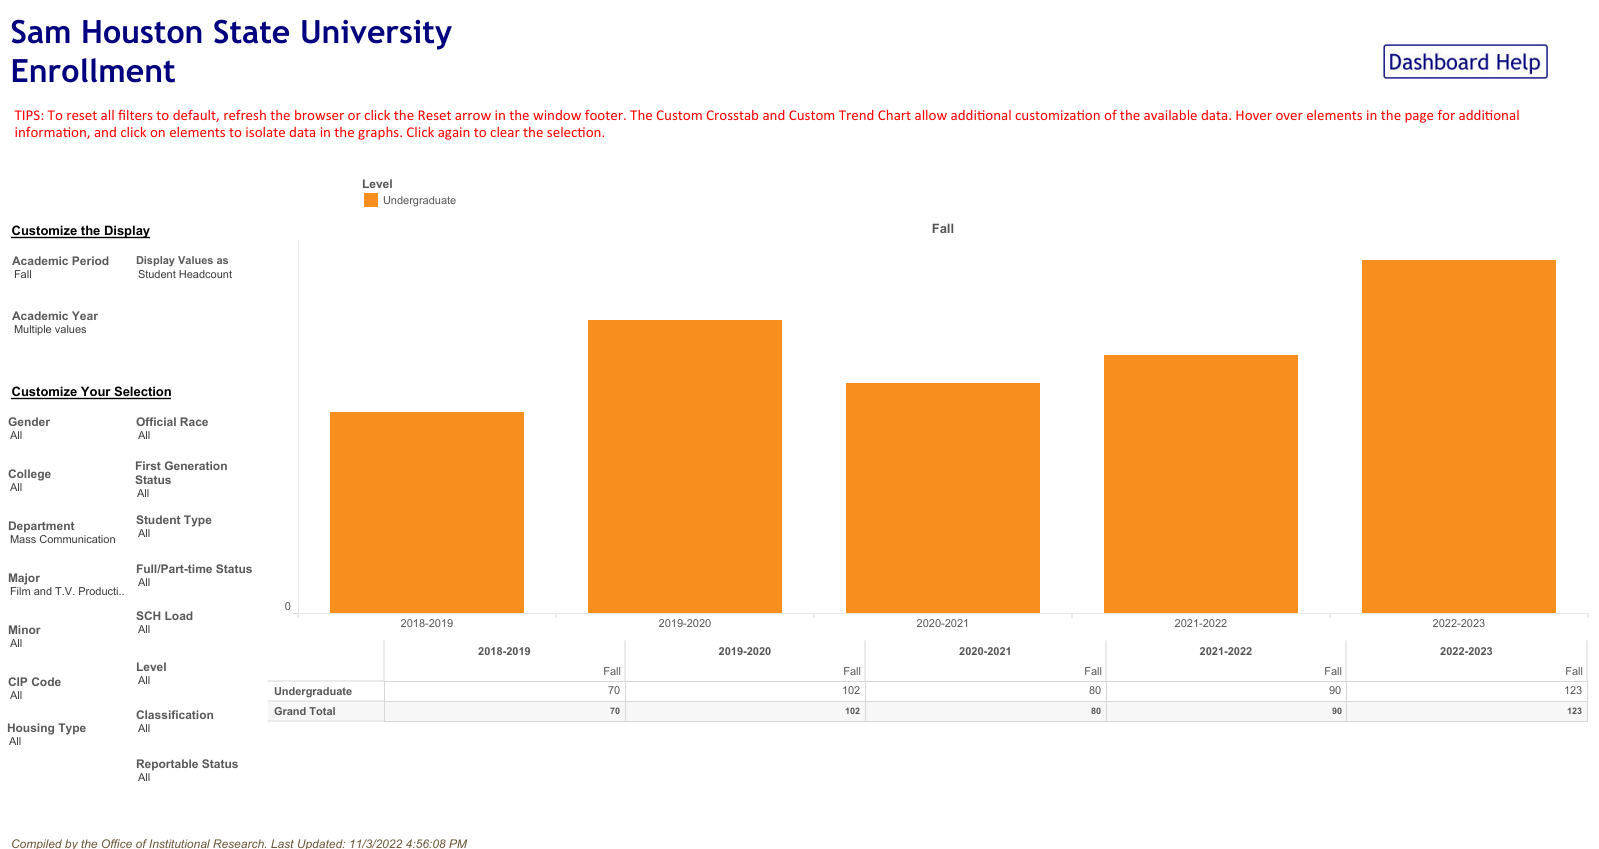 Sam Houston State University
Enrollment
Dashboard Help
TIPS: To reset all filters to default, refresh the browser or click the Reset arrow in the window footer. The Custom Crosstab and Custom Trend Chart allow additional customization of the available data. Hover over elements in the page for additional
information, and click on elements to isolate data in the graphs. Click again to clear the selection.
Level
Undergraduate
Customize the Display
Academic Period
Fall
Display Values as
Student Headcount
Academic Year
Multiple values
Customize Your Selection
Gender
All
Official Race
All
College
All
First Generation
Status
All
Department
Mass Communication
Student Type
All
Major
Film and T.V. Producti..
Full/Part-time Status
All
Minor
All
SCH Load
All
CIP Code
All
Level
All
Housing Type
All
Classification
All
Reportable Status
All
Fall
0
2018-2019 2019-2020 2020-2021 2021-2022 2022-2023
2018-2019 2019-2020 2020-2021 2021-2022 2022-2023
Fall Fall Fall Fall Fall
Undergraduate 70 102 80 90 123
Grand Total 70 102 80 90 123
Compiled by the Office of Institutional Research. Last Updated: 11/3/2022 4:56:08 PM